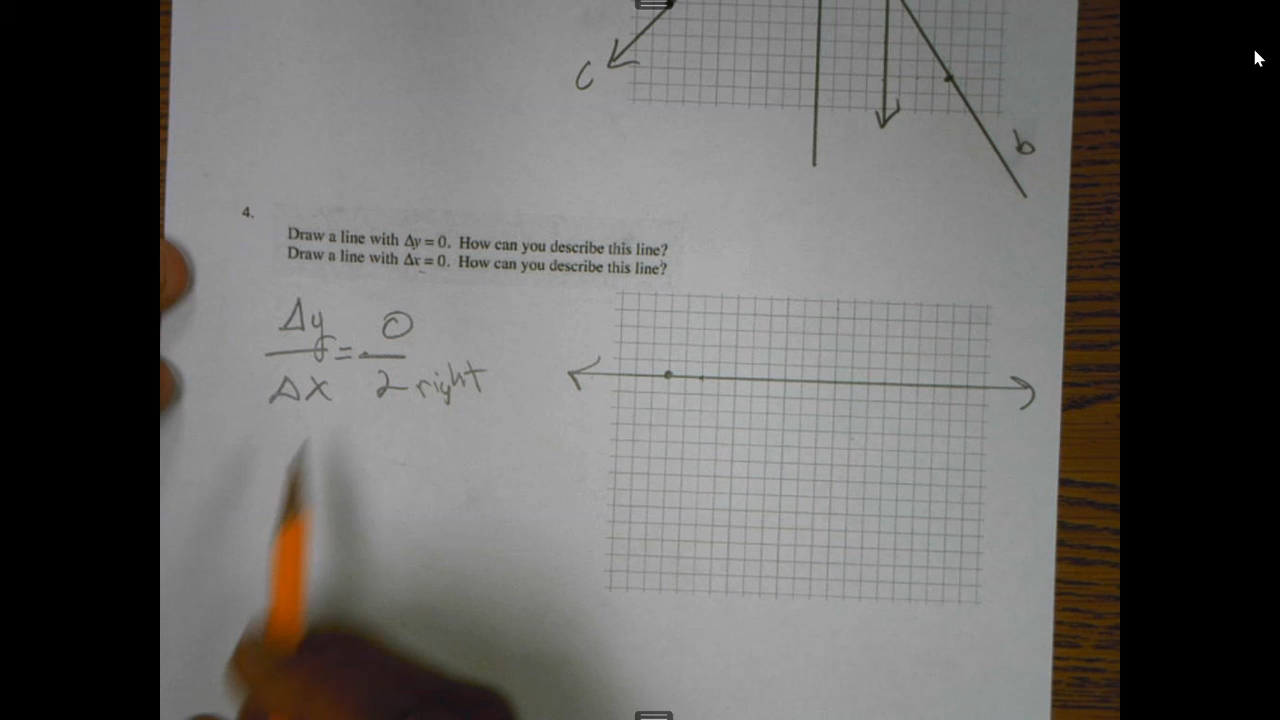 C
b
4.
Draw a line with Δy = 0. How can you describe this line?
Draw a line with Δx = 0. How can you describe this line?
Δy = 0
Δx 2 right